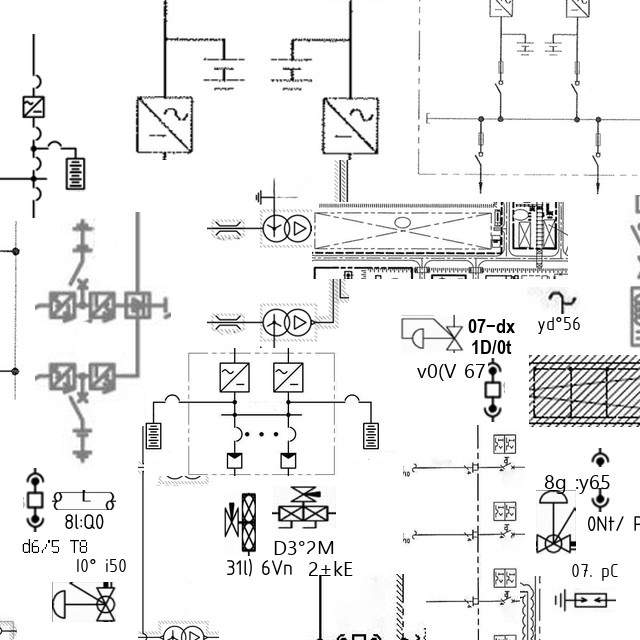 yd°56
07-dx
1D/0t
v0(V 67
8g :y65
8l:Q0
0Nt/ P
d6/'5 T8
D3°2M
I0° i50
31l) 6Vn
2±kE
07. pC